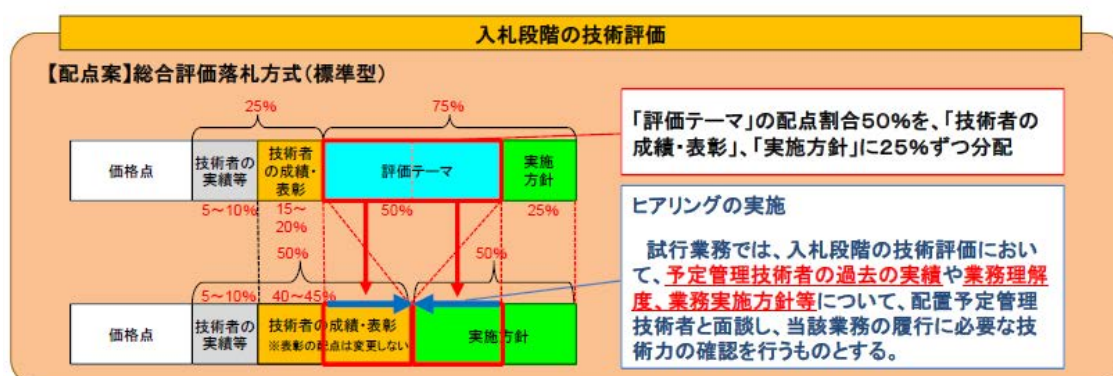 入札段階の技術評価
【配点案】総合評価落札方式(標準型)
25%
75%
価格点
技術者の
実績等
技術者
の成績・
表彰
評価テーマ
実施
方針
5~10%
15~
20%
50%
25%
50%
50%
5~10%
40~45%
価格点
技術者の
実績等
技術者の成績・表彰
※表彰の配点は変更しない
実施方針
「評価テーマ」の配点割合50%を、「技術者の
成績・表彰」、「実施方針」に25%ずつ分配
ヒアリングの実施
試行業務では、入札段階の技術評価におい
て、予定管理技術者の過去の実績や業務理解
度、業務実施方針等について、配置予定管理
技術者と面談し、当該業務の履行に必要な技
術力の確認を行うものとする。